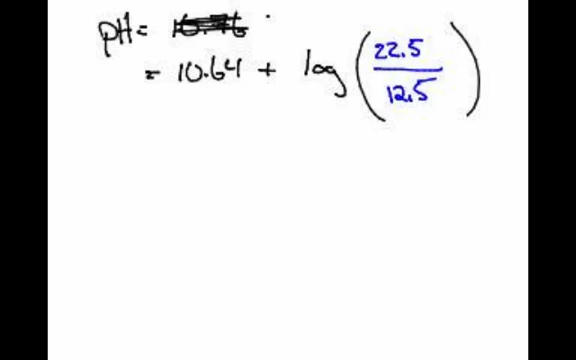 pH =
= 10.64 + log (22.5 / 12.5)